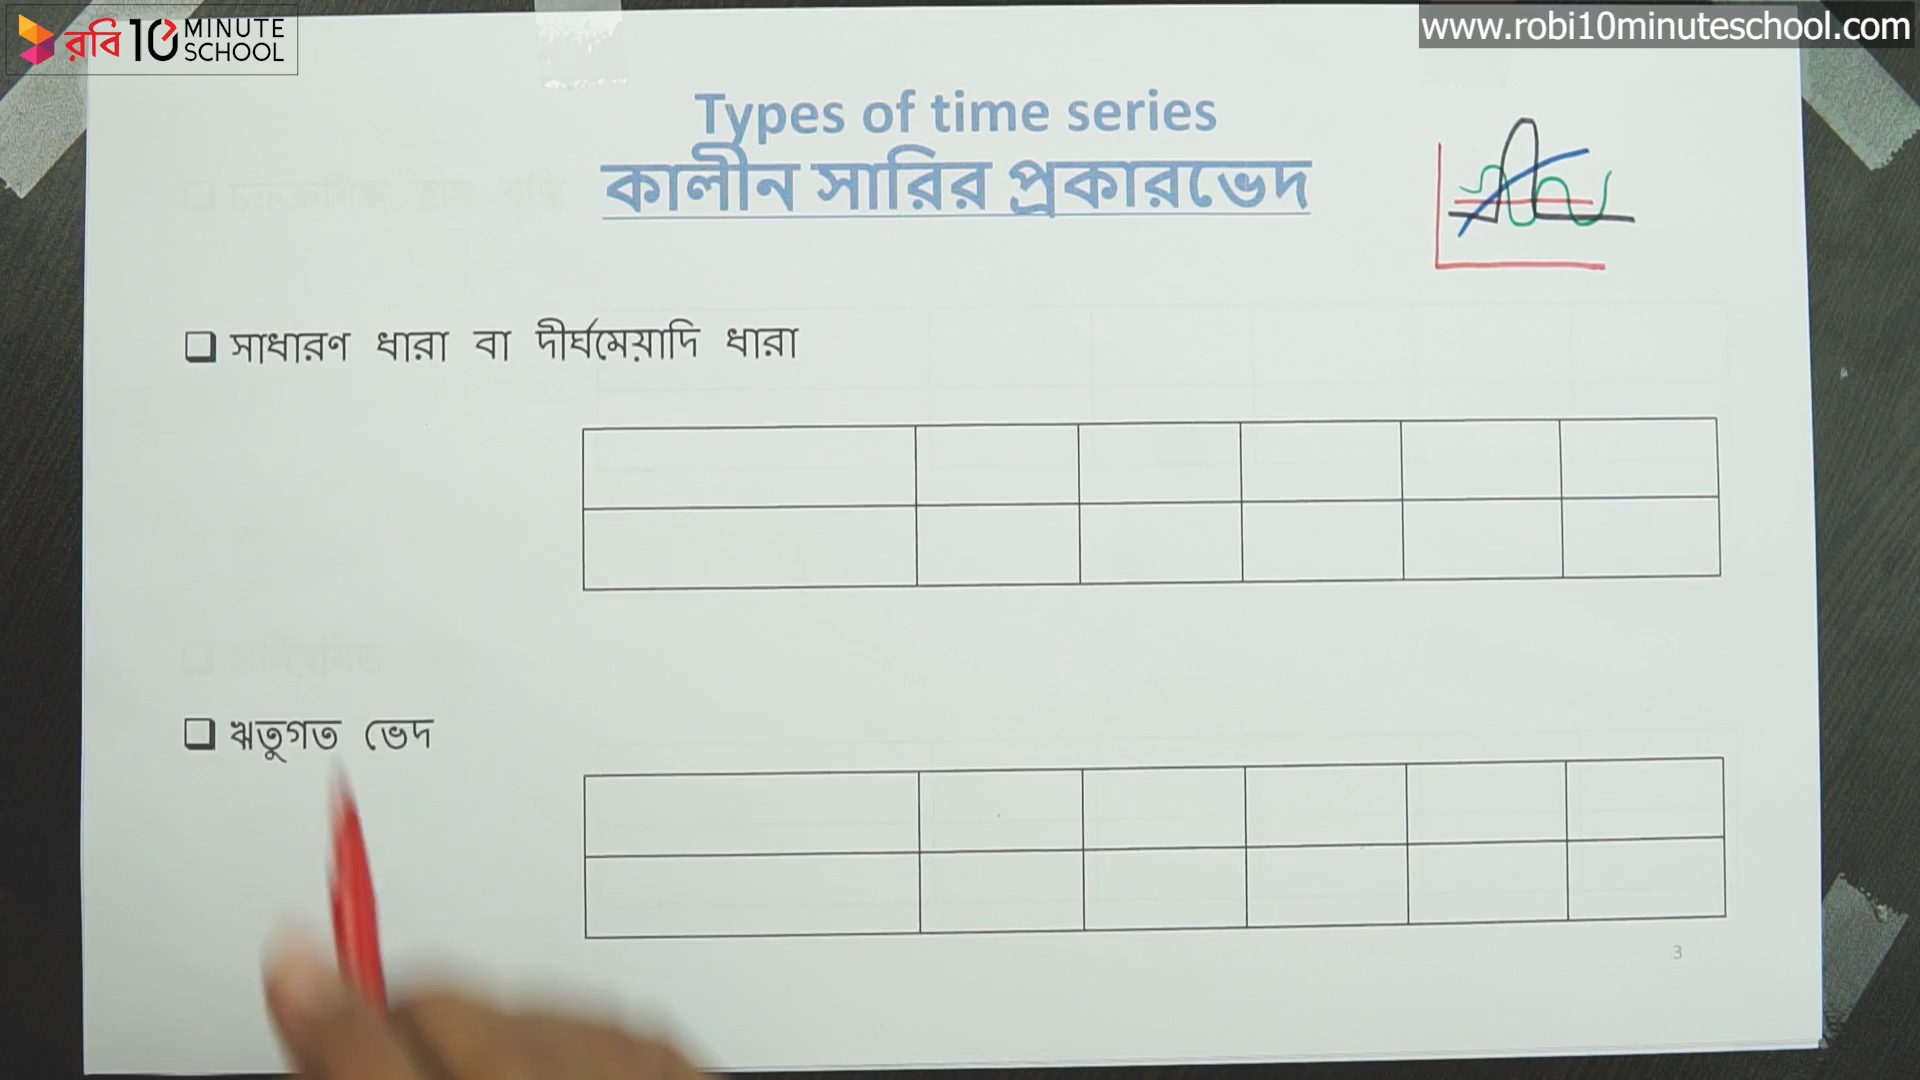 রবি 10 MINUTE SCHOOL
www.robi10minuteschool.com
Types of time series
কালীন সারির প্রকারভেদ
সাধারণ ধারা বা দীর্ঘমেয়াদি ধারা
ঋতুগত ভেদ
3